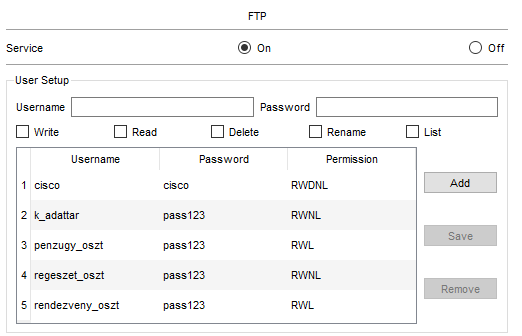 FTP
Service On Off
User Setup
Username Password
Write Read Delete Rename List
Username Password Permission
1 cisco cisco RWDNL
2 k_adattar pass123 RWNL
3 penzugy_oszt pass123 RWL
4 regeszet_oszt pass123 RWNL
5 rendezveny_oszt pass123 RWL
Add
Save
Remove